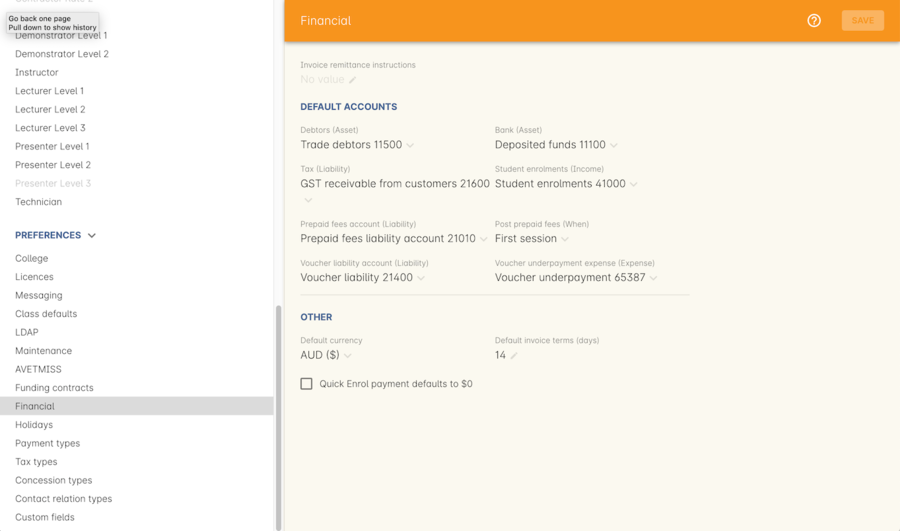 Go back one page
Pull down to show history
Demonstrator Level 1
Demonstrator Level 2
Instructor
Lecturer Level 1
Lecturer Level 2
Lecturer Level 3
Presenter Level 1
Presenter Level 2
Presenter Level 3
Technician
PREFERENCES
College
Licences
Messaging
Class defaults
LDAP
Maintenance
AVETMISS
Funding contracts
Financial
Holidays
Payment types
Tax types
Concession types
Contact relation types
Custom fields
Financial
SAVE
Invoice remittance instructions
No value
DEFAULT ACCOUNTS
Debtors (Asset)
Trade debtors 11500
Bank (Asset)
Deposited funds 11100
Tax (Liability)
GST receivable from customers 21600
Student enrolments (Income)
Student enrolments 41000
Prepaid fees account (Liability)
Prepaid fees liability account 21010
Post prepaid fees (When)
First session
Voucher liability account (Liability)
Voucher liability 21400
Voucher underpayment expense (Expense)
Voucher underpayment 65387
OTHER
Default currency
AUD ($)
Default invoice terms (days)
14
Quick Enrol payment defaults to $0